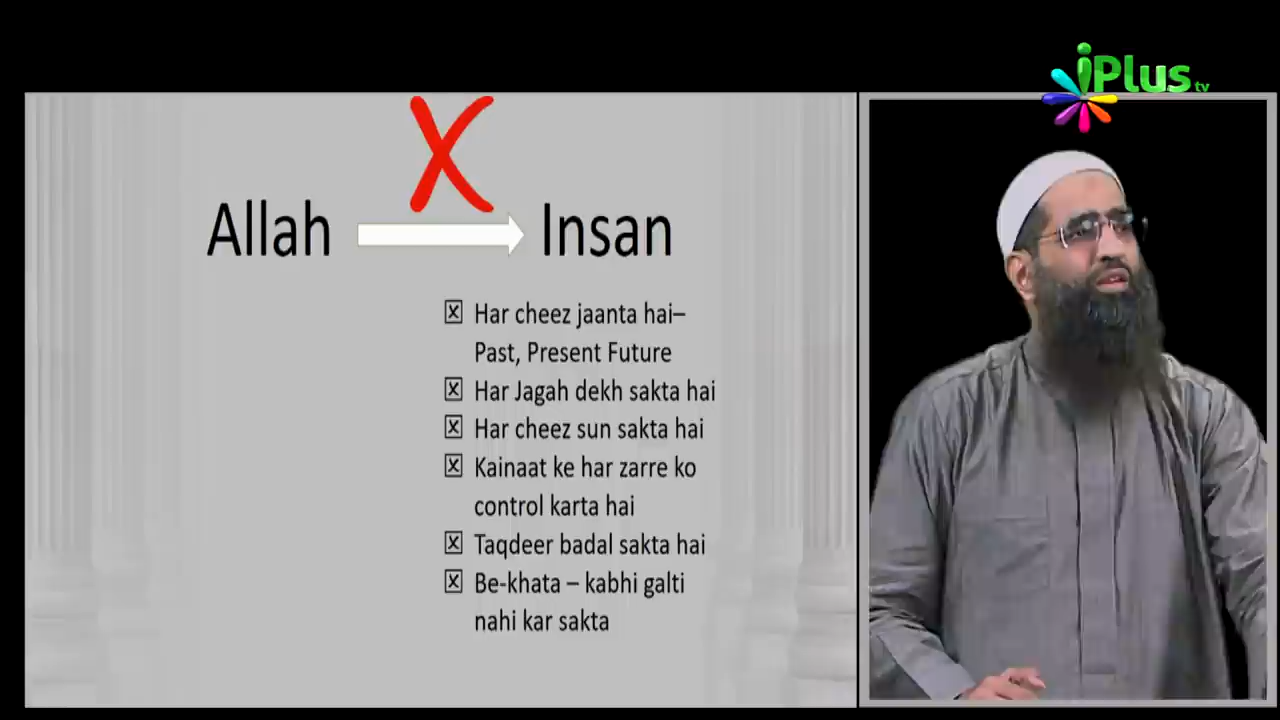 iPlus tv
Allah Insan
☒ Har cheez jaanta hai–
Past, Present Future
☒ Har Jagah dekh sakta hai
☒ Har cheez sun sakta hai
☒ Kainaat ke har zarre ko
control karta hai
☒ Taqdeer badal sakta hai
☒ Be-khata – kabhi galti
nahi kar sakta